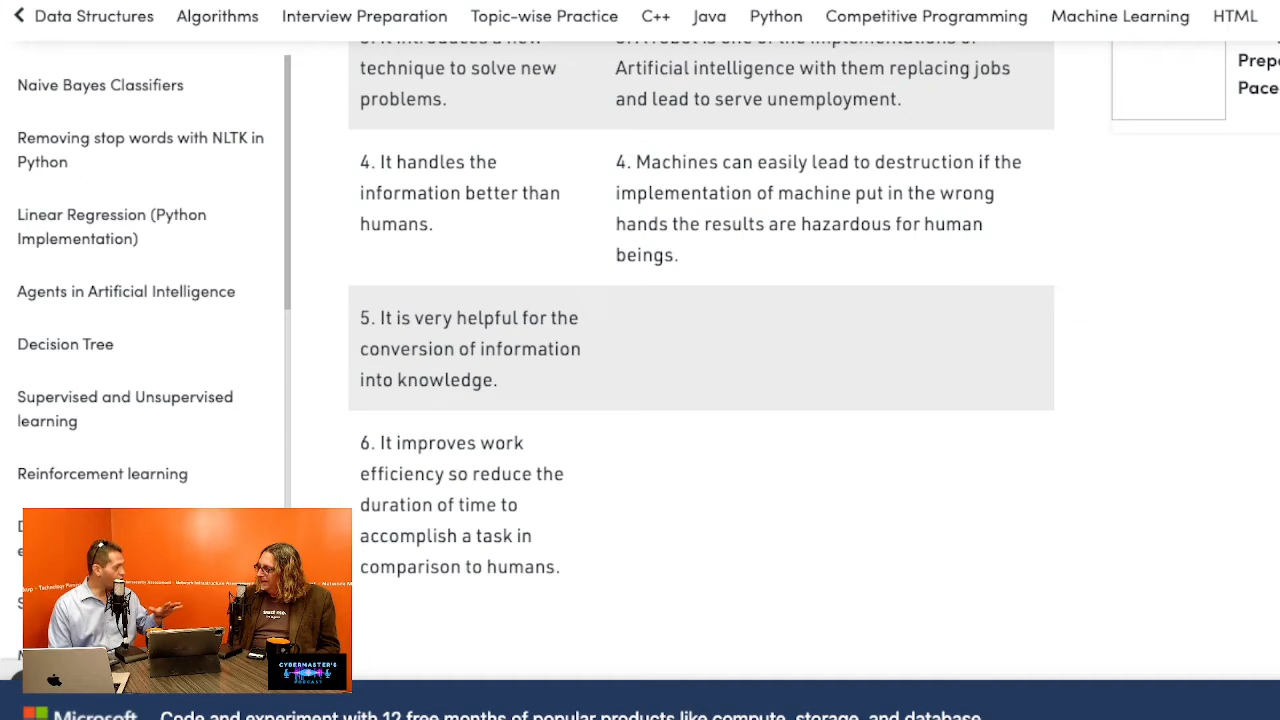 Data Structures Algorithms Interview Preparation Topic-wise Practice C++ Java Python Competitive Programming Machine Learning HTML
Naive Bayes Classifiers
Removing stop words with NLTK in
Python
Linear Regression (Python
Implementation)
Agents in Artificial Intelligence
Decision Tree
Supervised and Unsupervised
learning
Reinforcement learning
technique to solve new
problems.
Artificial intelligence with them replacing jobs
and lead to serve unemployment.
4. It handles the
information better than
humans.
4. Machines can easily lead to destruction if the
implementation of machine put in the wrong
hands the results are hazardous for human
beings.
5. It is very helpful for the
conversion of information
into knowledge.
6. It improves work
efficiency so reduce the
duration of time to
accomplish a task in
comparison to humans.
Prepa
Pace
CYBERMASTER'S
PODCAST
Microsoft Code and experiment with 12 free months of popular products like compute, storage, and database